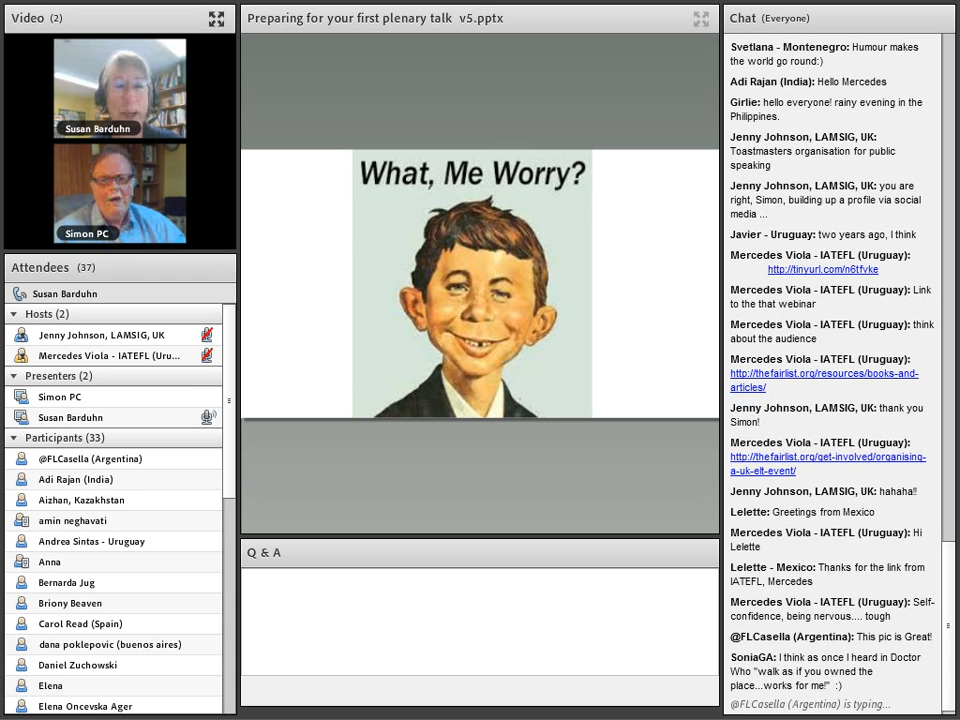 Video (2)
Susan Barduhn
Simon PC
Attendees (37)
Susan Barduhn
Hosts (2)
Jenny Johnson, LAMSIG, UK
Mercedes Viola - IATEFL (Uru...
Presenters (2)
Simon PC
Susan Barduhn
Participants (33)
@FLCasella (Argentina)
Adi Rajan (India)
Aizhan, Kazakhstan
amin neghavati
Andrea Sintas - Uruguay
Anna
Bernarda Jug
Briony Beaven
Carol Read (Spain)
dana poklepovic (buenos aires)
Daniel Zuchowski
Elena
Elena Oncevska Ager
Preparing for your first plenary talk v5.pptx
What, Me Worry?
Q & A
Chat (Everyone)
Svetlana - Montenegro: Humour makes
the world go round:)
Adi Rajan (India): Hello Mercedes
Girlie: hello everyone! rainy evening in the
Philippines.
Jenny Johnson, LAMSIG, UK:
Toastmasters organisation for public
speaking
Jenny Johnson, LAMSIG, UK: you are
right, Simon, building up a profile via social
media ...
Javier - Uruguay: two years ago, I think
Mercedes Viola - IATEFL (Uruguay):
http://tinyurl.com/n6tfvke
Mercedes Viola - IATEFL (Uruguay): Link
to the that webinar
Mercedes Viola - IATEFL (Uruguay): think
about the audience
Mercedes Viola - IATEFL (Uruguay):
http://thefairlist.org/resources/books-and-
articles/
Jenny Johnson, LAMSIG, UK: thank you
Simon!
Mercedes Viola - IATEFL (Uruguay):
http://thefairlist.org/get-involved/organising-
a-uk-elt-event/
Jenny Johnson, LAMSIG, UK: hahaha!!
Lelette: Greetings from Mexico
Mercedes Viola - IATEFL (Uruguay): Hi
Lelette
Lelette - Mexico: Thanks for the link from
IATEFL, Mercedes
Mercedes Viola - IATEFL (Uruguay): Self-
confidence, being nervous.... tough
@FLCasella (Argentina): This pic is Great!
SoniaGA: I think as once I heard in Doctor
Who "walk as if you owned the
place...works for me!" :)
@FLCasella (Argentina) is typing...